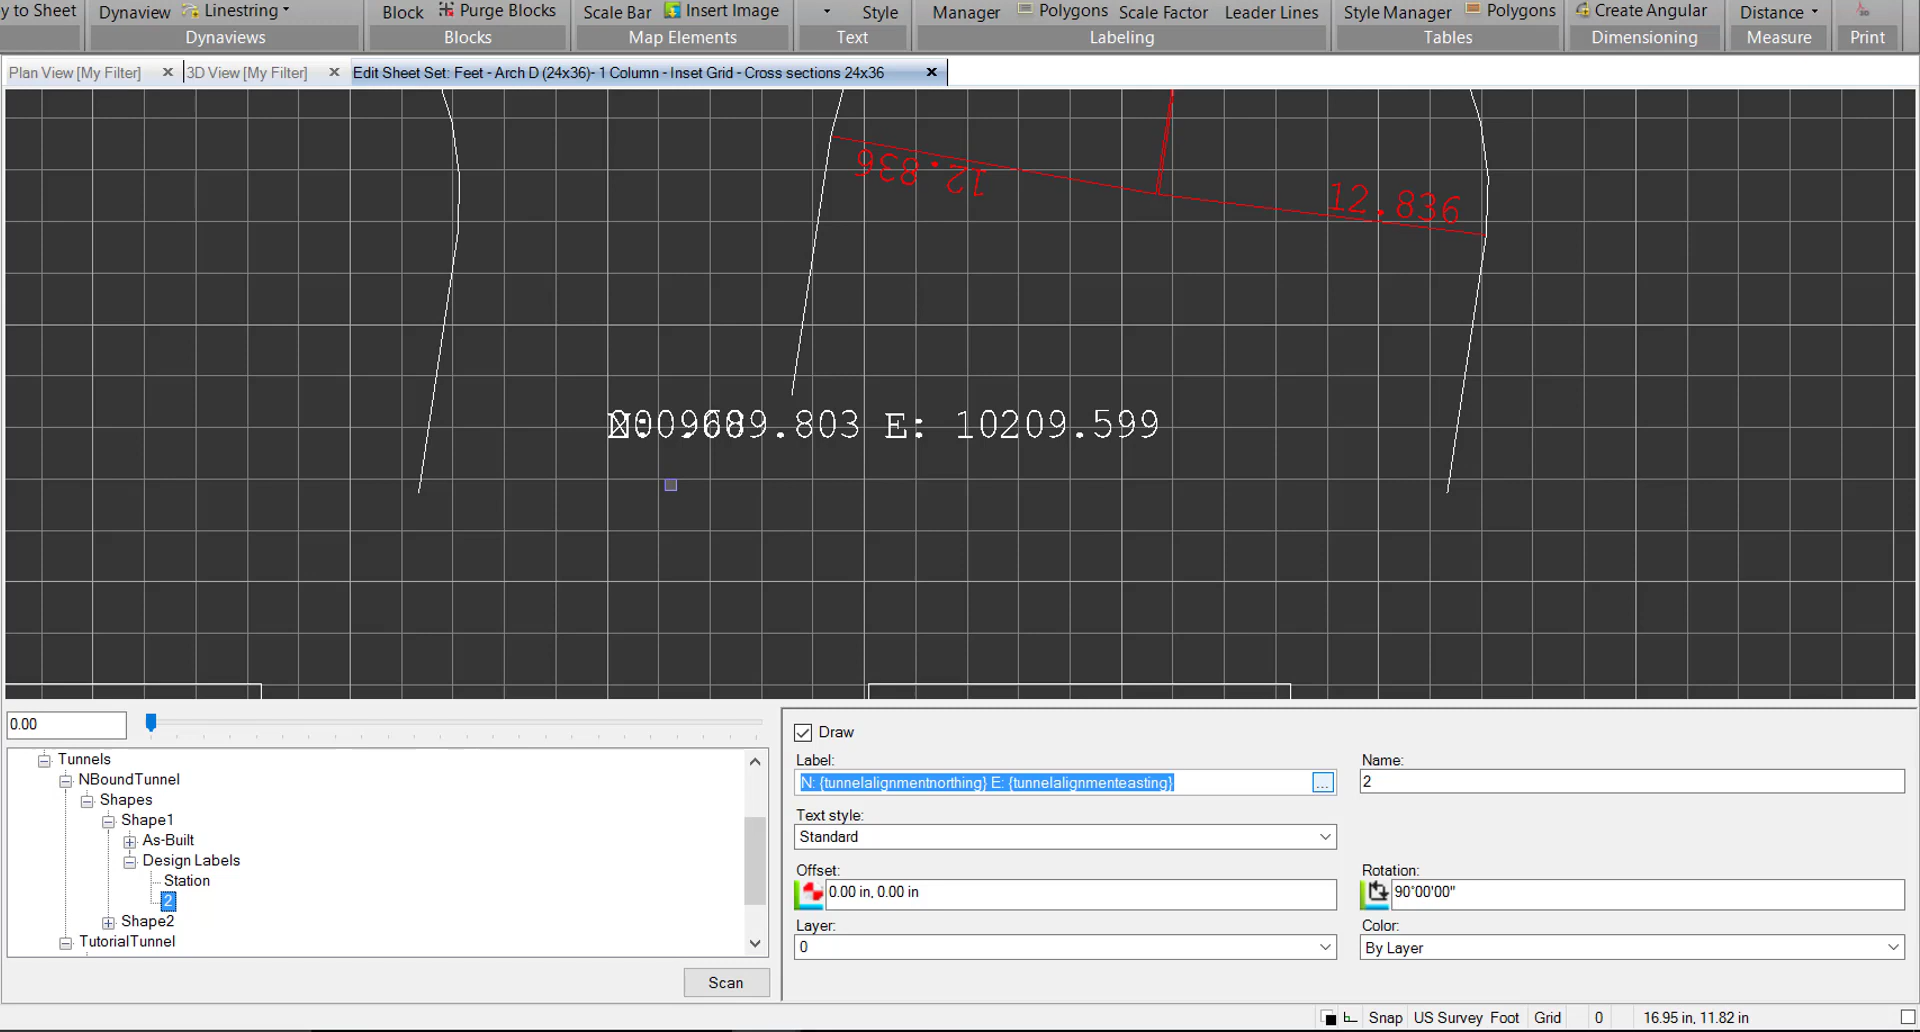 y to Sheet Dynaview Linestring Block Purge Blocks Scale Bar Insert Image Style Manager Polygons Scale Factor Leader Lines Style Manager Polygons Create Angular Distance
Dynaviews Blocks Map Elements Text Labeling Tables Dimensioning Measure Print
Plan View [My Filter] 3D View [My Filter] Edit Sheet Set: Feet - Arch D (24x36)- 1 Column - Inset Grid - Cross sections 24x36
12.836
12.836
E: 10209.599
0.00
Tunnels
NBoundTunnel
Shapes
Shape1
As-Built
Design Labels
Station
2
Shape2
TutorialTunnel
Scan
Draw
Label: Name:
N: {tunnelalignmentnorthing} E: {tunnelalignmenteasting} ... 2
Text style:
Standard
Offset: Rotation:
0.00 in, 0.00 in 90°00'00"
Layer: Color:
0 By Layer
Snap US Survey Foot Grid 0 16.95 in, 11.82 in